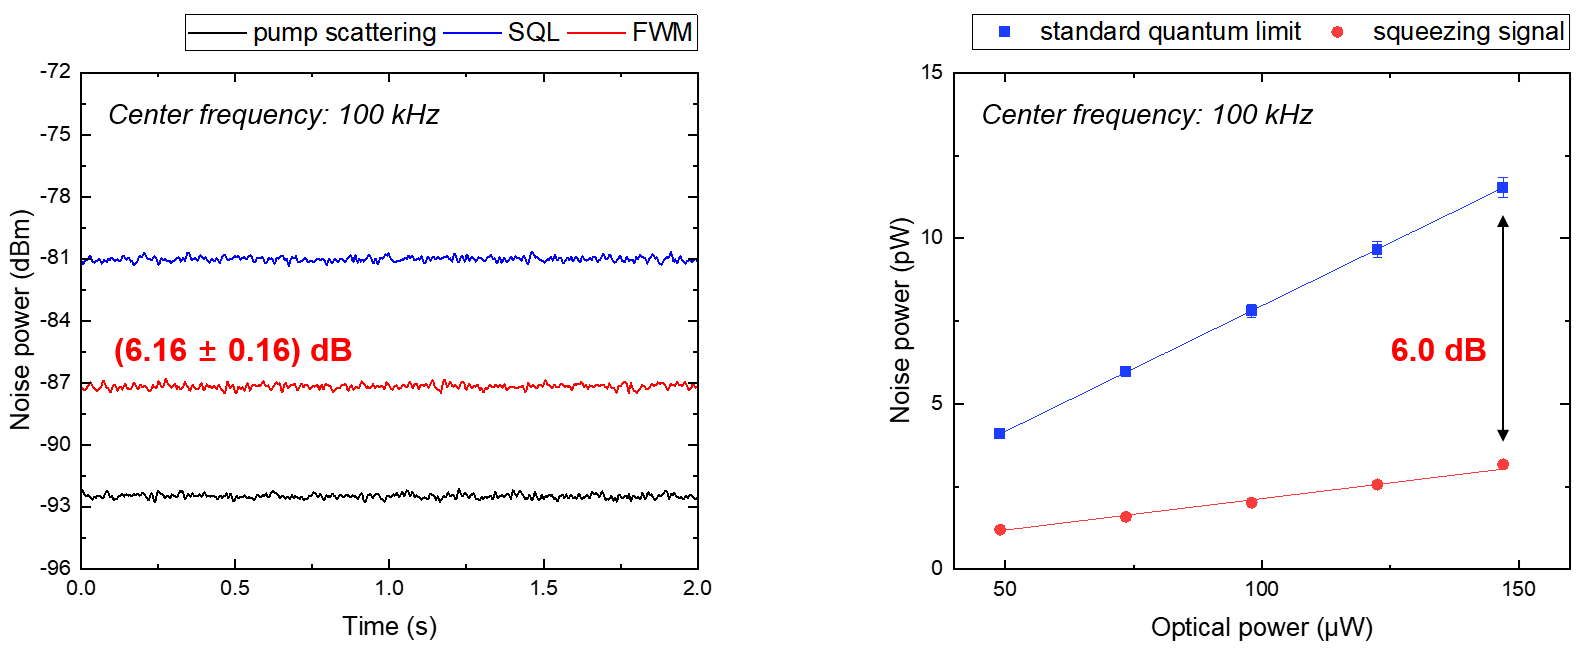 pump scattering SQL FWM
-72
-75
-78
-81
-84
-87
-90
-93
-96
Noise power (dBm)
Center frequency: 100 kHz
(6.16 ± 0.16) dB
0.0 0.5 1.0 1.5 2.0
Time (s)
standard quantum limit squeezing signal
15
10
5
0
Noise power (pW)
Center frequency: 100 kHz
6.0 dB
50 100 150
Optical power (μW)